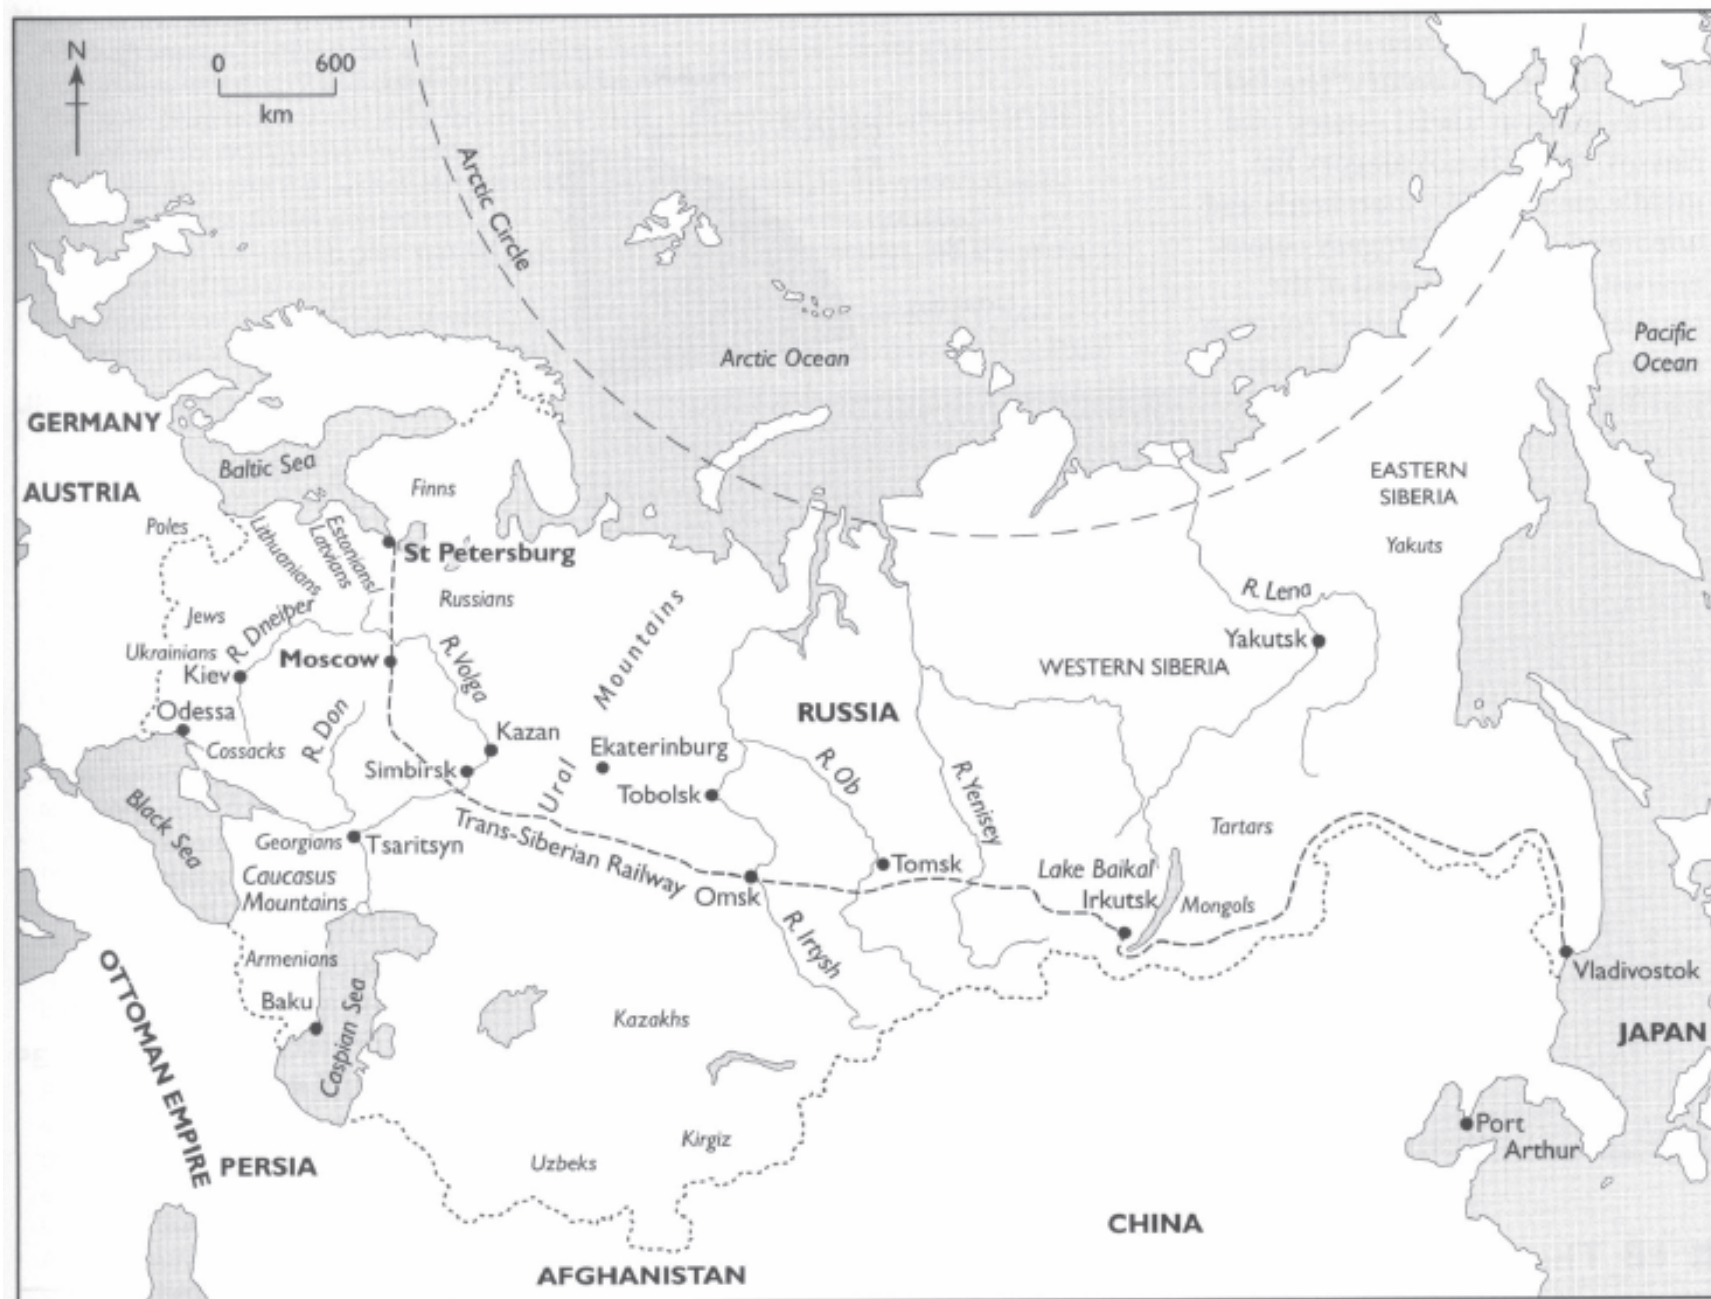 N
0 600
km
Arctic Circle
Arctic Ocean
Pacific
Ocean
GERMANY
AUSTRIA
Baltic Sea
Finns
EASTERN
SIBERIA
Yakuts
Poles
Lithuanians
Latvians
Estonians
St Petersburg
Russians
Jews
R. Dneiper
Ukrainians
Kiev
Moscow
R. Volga
Mountains
R. Lena
Yakutsk
WESTERN SIBERIA
RUSSIA
Odessa
Cossacks
R. Don
Kazan
Simbirsk
Ural
Ekaterinburg
Tobolsk
R. Ob
R. Yenisey
Black Sea
Georgians
Tsaritsyn
Trans-Siberian Railway
Tartars
Caucasus
Mountains
Omsk
Tomsk
Lake Baikal
Irkutsk
Mongols
R. Irtysh
Armenians
Baku
Caspian Sea
Kazakhs
Vladivostok
JAPAN
OTTOMAN EMPIRE
PERSIA
Uzbeks
Kirgiz
Port
Arthur
CHINA
AFGHANISTAN